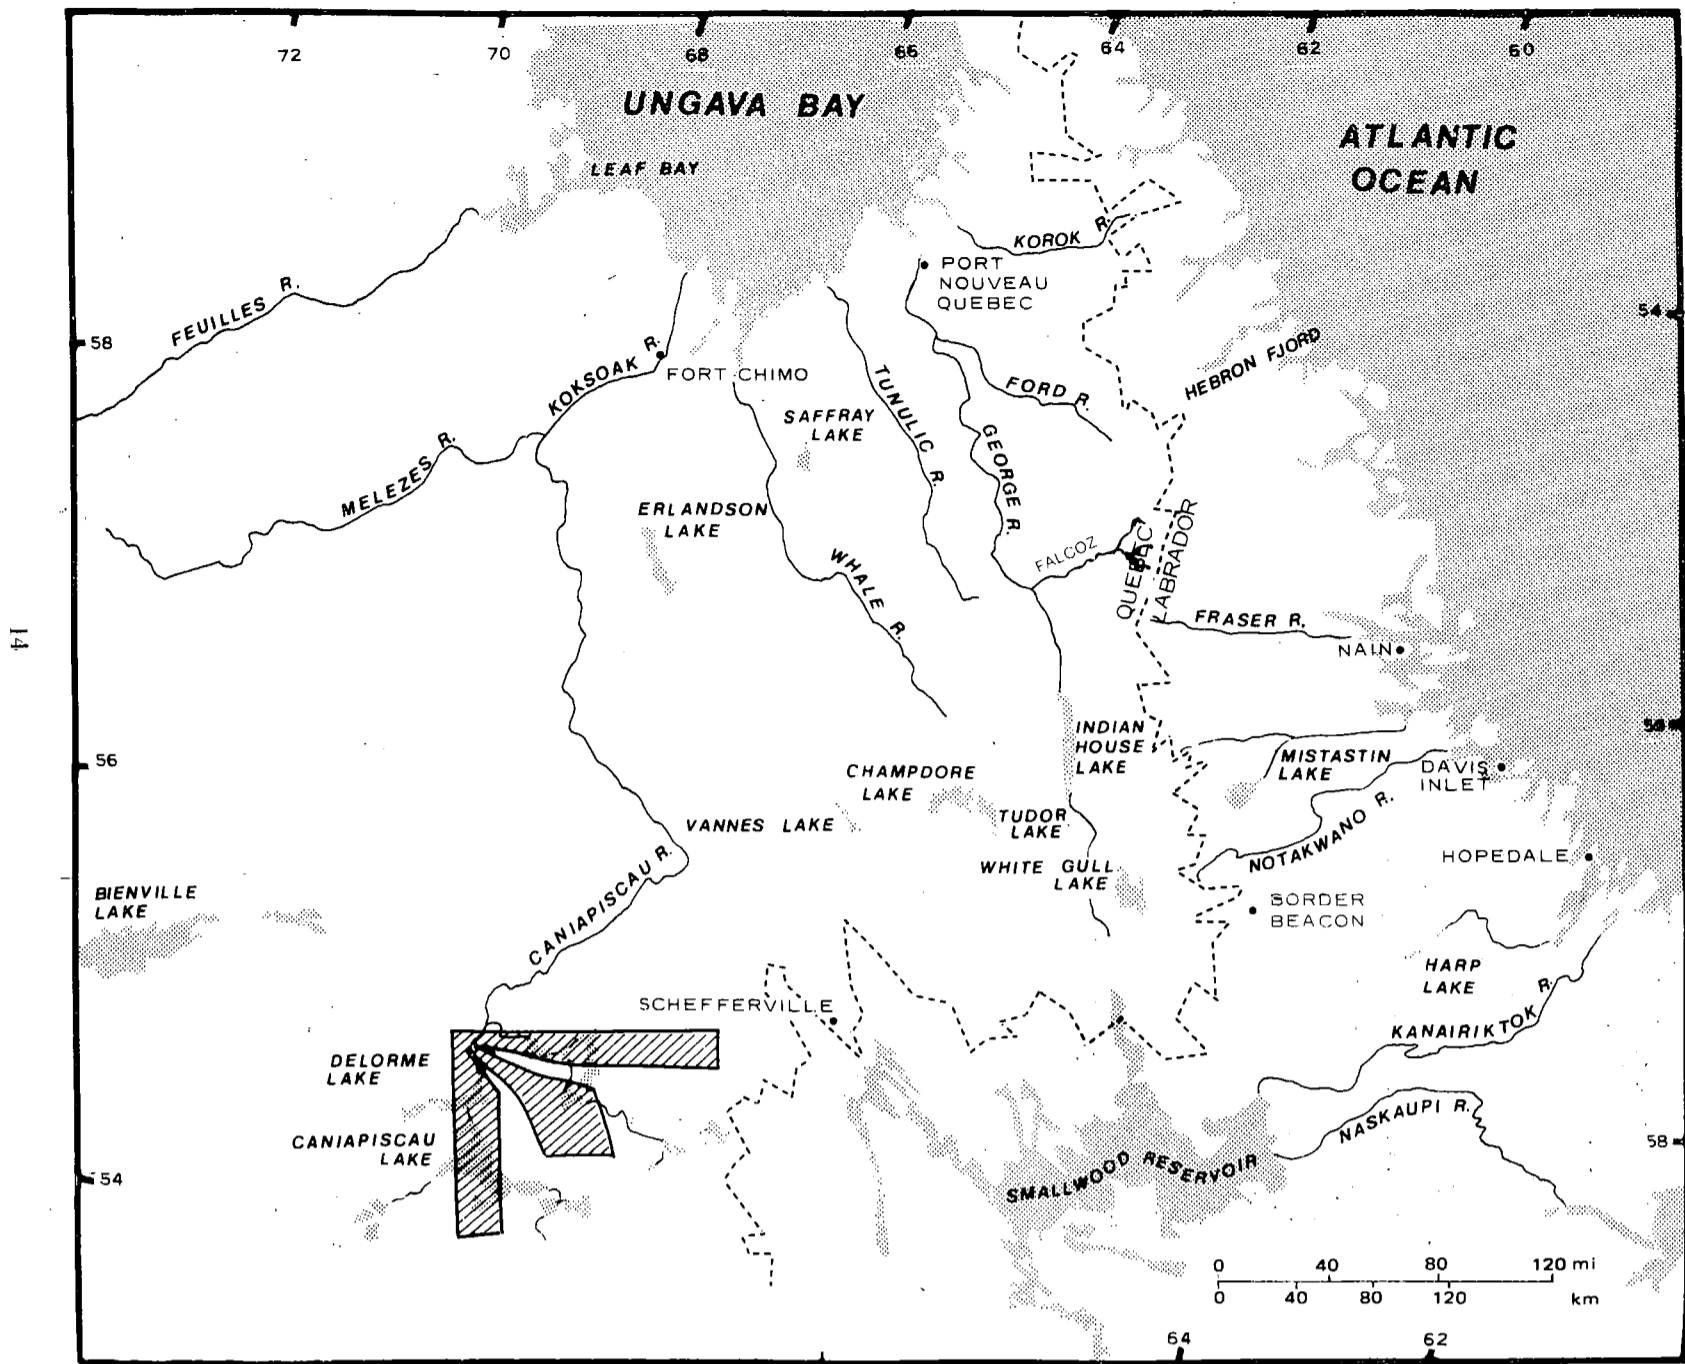 72
70
68
66
64
62
60
UNGAVA BAY
ATLANTIC
OCEAN
LEAF BAY
KOROK R.
PORT
NOUVEAU
QUEBEC
FEUILLES R.
54
58
HEBRON FJORD
KOKSOAK R.
FORT CHIMO
TUNULIC R.
FORD R.
SAFFRAY
LAKE
GEORGE R.
MELEZES R.
ERLANDSON
LAKE
FALCOZ
QUEBEC
LABRADOR
WHALE R.
FRASER R.
14
NAIN
INDIAN
HOUSE
LAKE
MISTASTIN
LAKE
56
CHAMPDORE
LAKE
DAVIS
INLET
VANNES LAKE
TUDOR
LAKE
NOTAKWANO R.
WHITE GULL
LAKE
HOPEDALE
CANIAPISCAU R.
BIENVILLE
LAKE
BORDER
BEACON
HARP
LAKE
SCHEFFERVILLE
KANAIRIKTOK R.
DELORME
LAKE
NASKAUPI R.
CANIAPISCAU
LAKE
58
54
SMALLWOOD RESERVOIR
0 40 80 120 mi
0 40 80 120 km
64
62